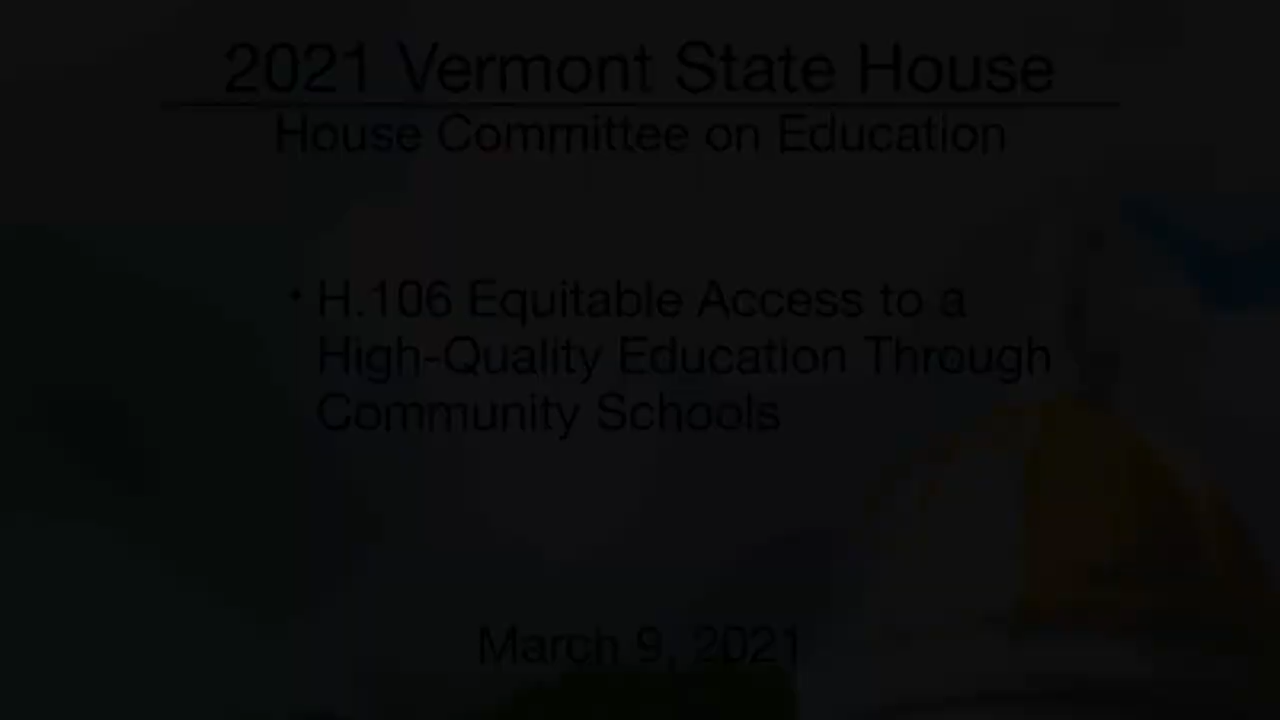 2021 Vermont State House
House Committee on Education
• H.106 Equitable Access to a
High-Quality Education Through
Community Schools
March 9, 2021